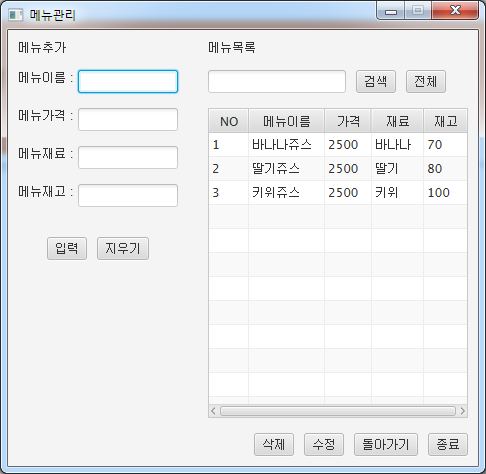 메뉴관리
메뉴추가
메뉴이름 :
메뉴가격 :
메뉴재료 :
메뉴재고 :
입력 지우기
메뉴목록
검색 전체
NO 메뉴이름 가격 재료 재고
1 바나나쥬스 2500 바나나 70
2 딸기쥬스 2500 딸기 80
3 키위쥬스 2500 키위 100
삭제 수정 돌아가기 종료